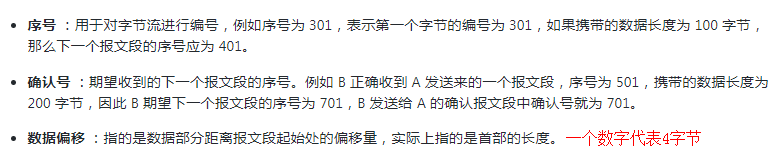 • 序号 ：用于对字节流进行编号，例如序号为 301，表示第一个字节的编号为 301，如果携带的数据长度为 100 字节，
那么下一个报文段的序号应为 401。
• 确认号 ：期望收到的下一个报文段的序号。例如 B 正确收到 A 发送来的一个报文段，序号为 501，携带的数据长度为
200 字节，因此 B 期望下一个报文段的序号为 701，B 发送给 A 的确认报文段中确认号就为 701。
• 数据偏移 ：指的是数据部分距离报文段起始处的偏移量，实际上指的是首部的长度。一个数字代表4字节